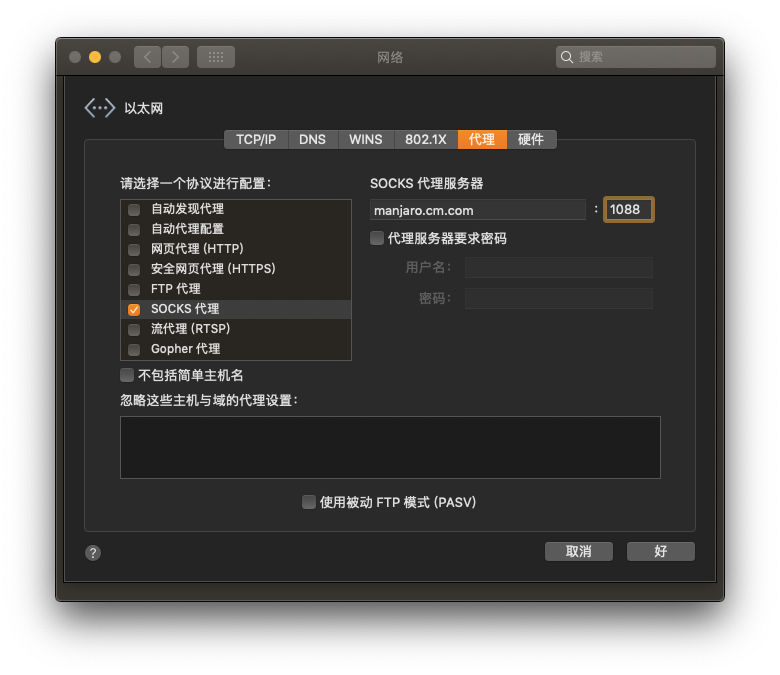 网络
搜索
以太网
TCP/IP DNS WINS 802.1X 代理 硬件
请选择一个协议进行配置：
自动发现代理
自动代理配置
网页代理 (HTTP)
安全网页代理 (HTTPS)
FTP 代理
SOCKS 代理
流代理 (RTSP)
Gopher 代理
SOCKS 代理服务器
manjaro.cm.com : 1088
代理服务器要求密码
用户名：
密码：
不包括简单主机名
忽略这些主机与域的代理设置：
使用被动 FTP 模式 (PASV)
? 取消 好